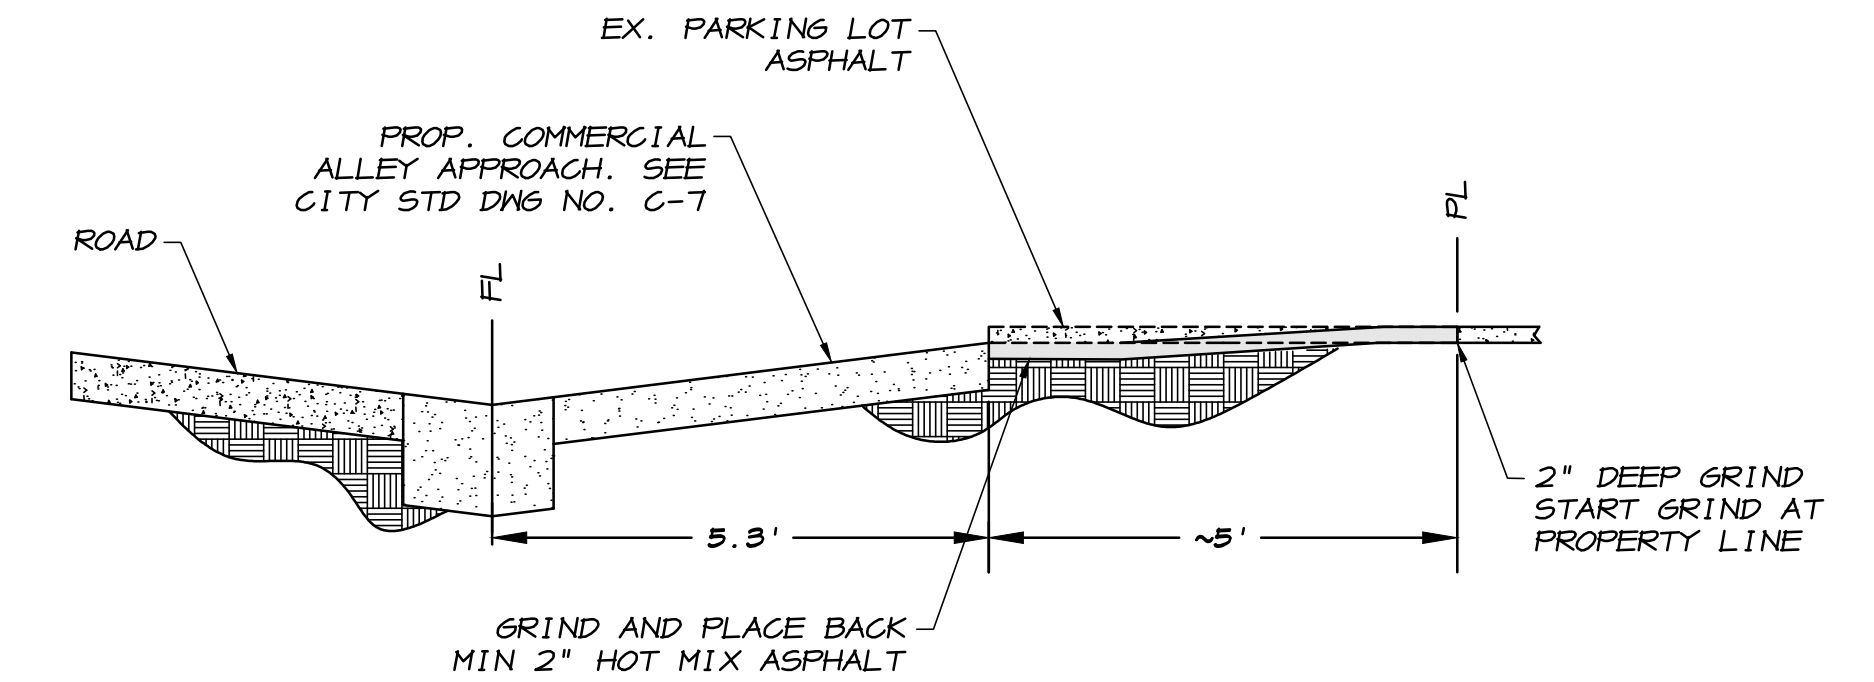 EX. PARKING LOT
ASPHALT
PROP. COMMERCIAL
ALLEY APPROACH. SEE
CITY STD DWG NO. C-7
ROAD
FL
PL
2" DEEP GRIND
START GRIND AT
PROPERTY LINE
5.3'
~5'
GRIND AND PLACE BACK
MIN 2" HOT MIX ASPHALT